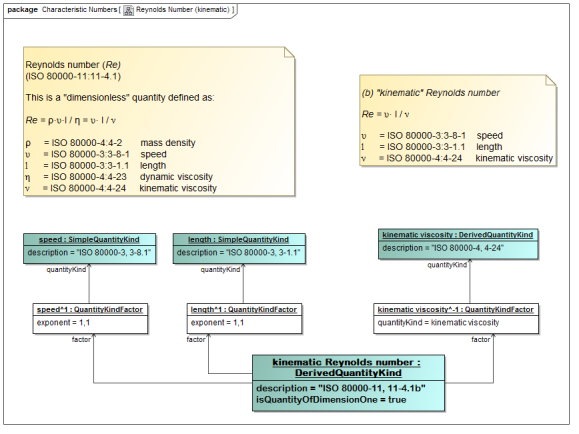 package Characteristic Numbers [ Reynolds Number (kinematic) ]
Reynolds number (Re)
(ISO 80000-11:11-4.1)
This is a "dimensionless" quantity defined as:
Re = ρ·υ·l / η = υ· l / ν
ρ = ISO 80000-4:4-2 mass density
υ = ISO 80000-3:3-8-1 speed
l = ISO 80000-3:3-1.1 length
η = ISO 80000-4:4-23 dynamic viscosity
ν = ISO 80000-4:4-24 kinematic viscosity
(b) "kinematic" Reynolds number
Re = υ· l / ν
υ = ISO 80000-3:3-8-1 speed
l = ISO 80000-3:3-1.1 length
ν = ISO 80000-4:4-24 kinematic viscosity
speed : SimpleQuantityKind
description = "ISO 80000-3, 3-8.1"
length : SimpleQuantityKind
description = "ISO 80000-3, 3-1.1"
kinematic viscosity : DerivedQuantityKind
description = "ISO 80000-4, 4-24"
quantityKind
quantityKind
quantityKind
speed^1 : QuantityKindFactor
exponent = 1,1
length^1 : QuantityKindFactor
exponent = 1,1
kinematic viscosity^-1 : QuantityKindFactor
quantityKind = kinematic viscosity
factor
factor
factor
kinematic Reynolds number :
DerivedQuantityKind
description = "ISO 80000-11, 11-4.1b"
isQuantityOfDimensionOne = true